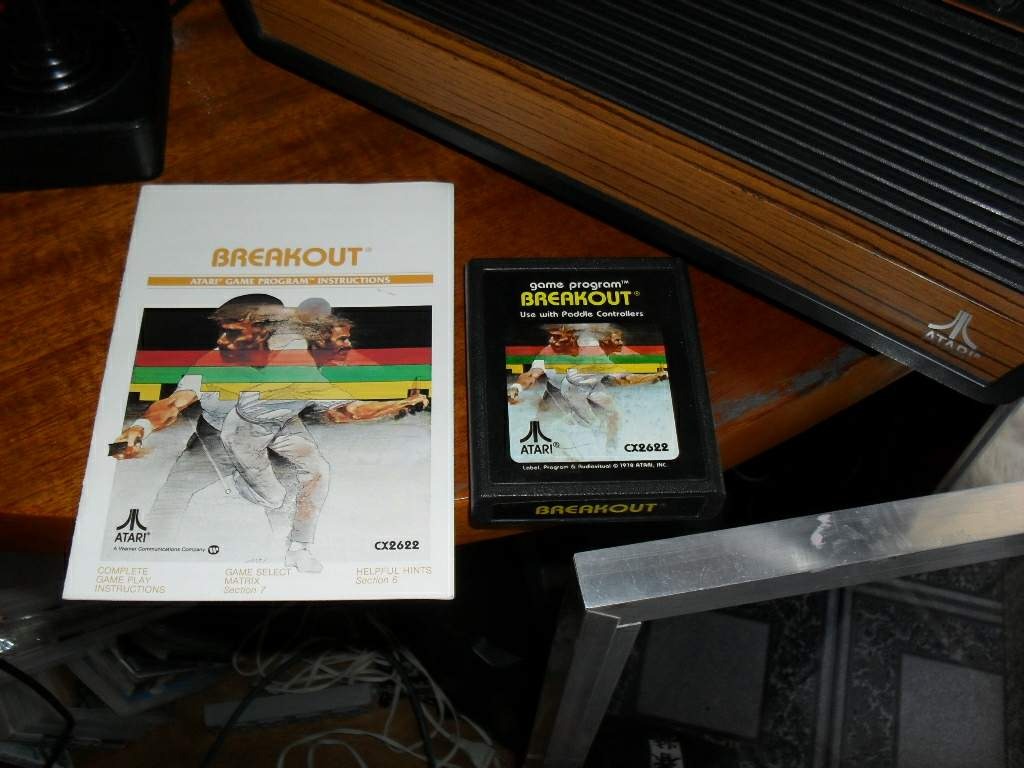 BREAKOUT®
ATARI® GAME PROGRAM™ INSTRUCTIONS
ATARI®
A Warner Communications Company
CX2622
COMPLETE
GAME PLAY
INSTRUCTIONS
GAME SELECT
MATRIX
Section 7
HELPFUL HINTS
Section 6
game program™
BREAKOUT®
Use with Paddle Controllers
ATARI®
CX2622
Label, Program & Audiovisual © 1978 ATARI, INC.
BREAKOUT
ATARI®